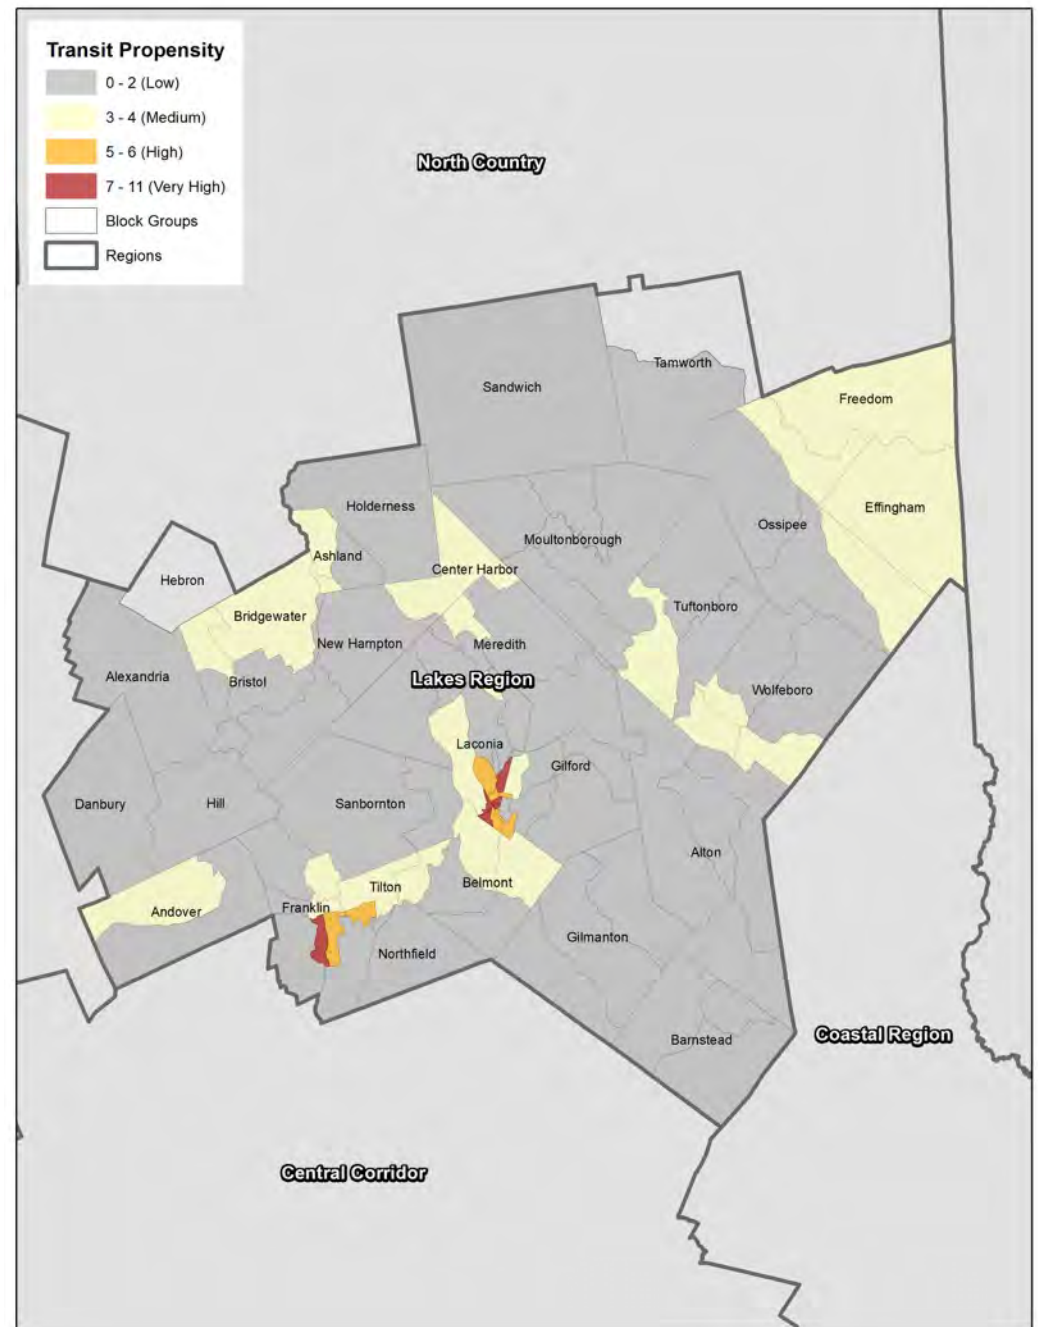 Transit Propensity
0 - 2 (Low)
3 - 4 (Medium)
5 - 6 (High)
7 - 11 (Very High)
Block Groups
Regions
North Country
Tamworth
Sandwich
Freedom
Holderness
Effingham
Ossipee
Moultonborough
Ashland
Center Harbor
Hebron
Tuftonboro
Bridgewater
New Hampton
Meredith
Alexandria
Lakes Region
Bristol
Wolfeboro
Laconia
Gilford
Danbury
Hill
Sanbornton
Alton
Belmont
Tilton
Franklin
Andover
Gilmanton
Northfield
Coastal Region
Barnstead
Central Corridor